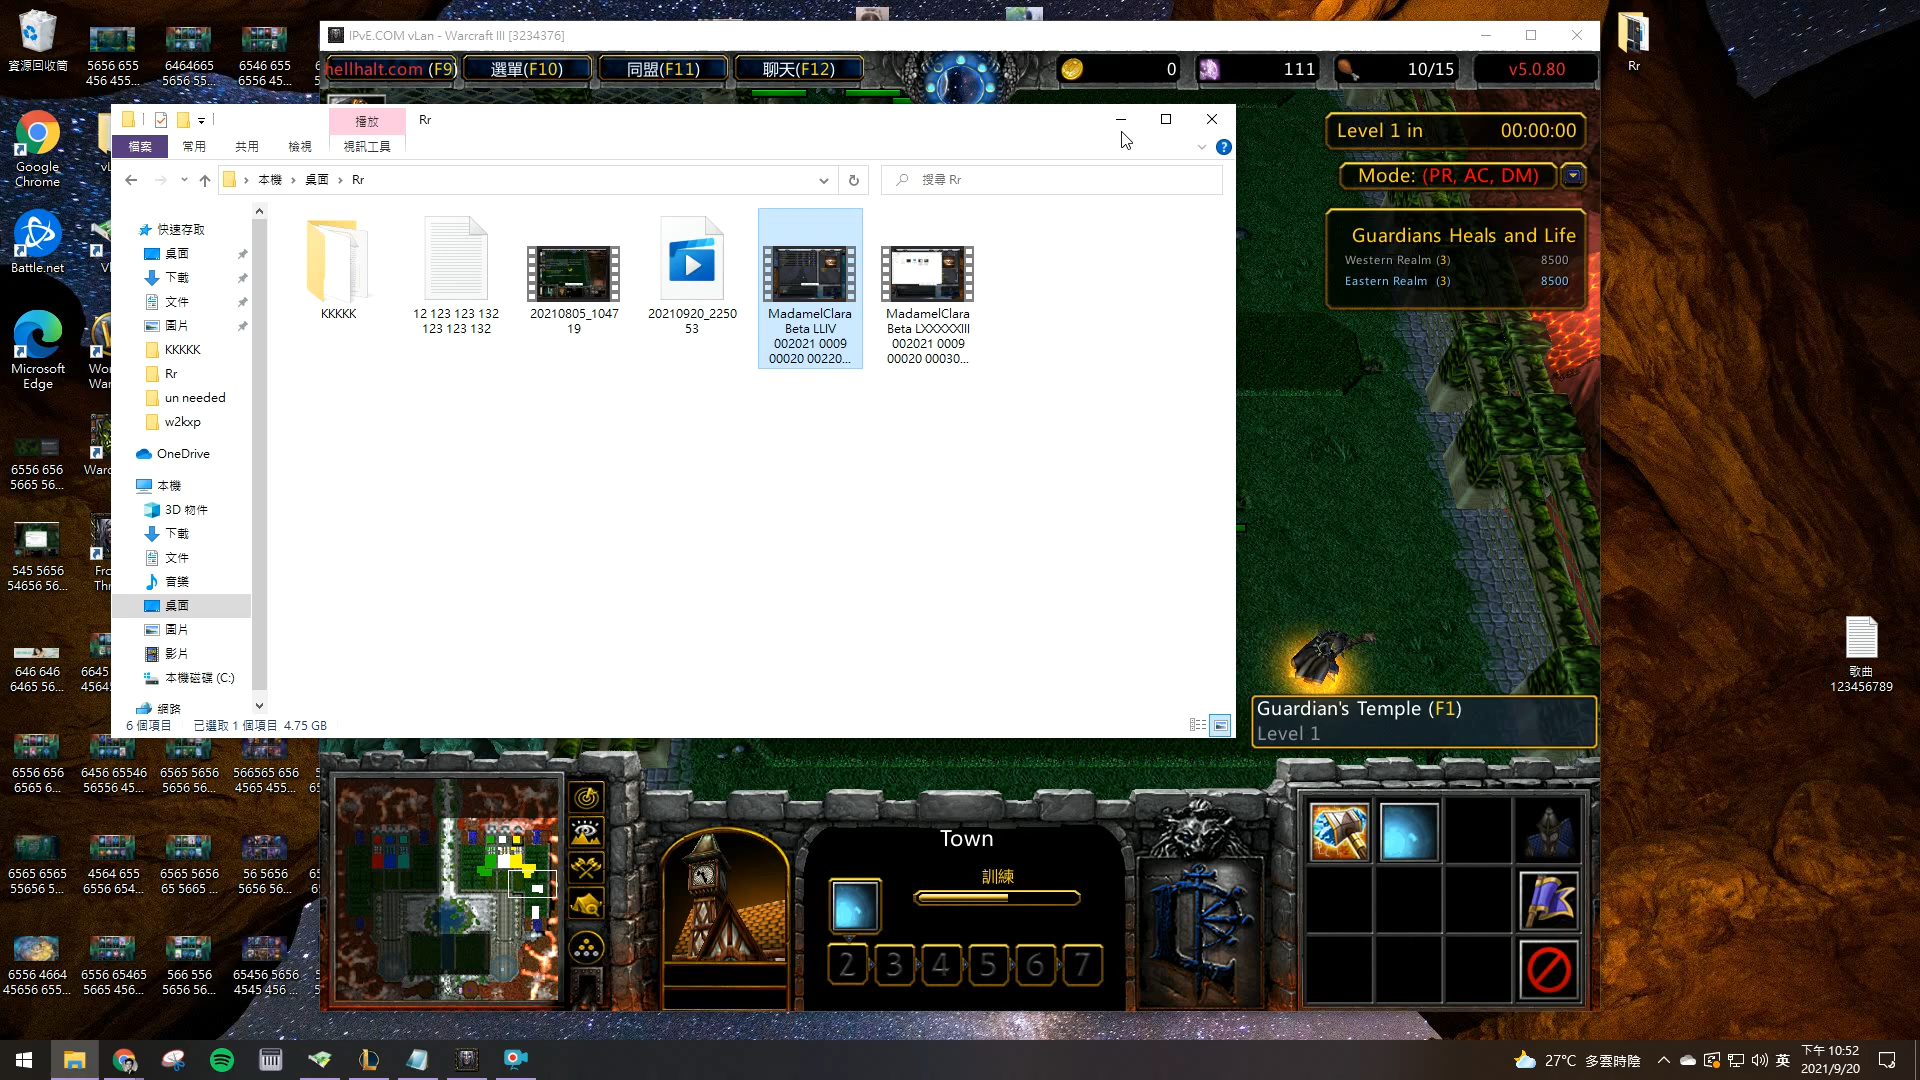 資源回收筒
5656 655
456 455...
6464665
5656 55...
6546 655
6556 45...
IPvE.COM vLan - Warcraft III [3234376]
hellhalt.com (F9)
選單(F10)
同盟(F11)
聊天(F12)
0
111
10/15
v5.0.80
Rr
播放
Rr
檔案
常用
共用
檢視
視訊工具
本機
桌面
Rr
搜尋 Rr
Level 1 in
00:00:00
Mode: (PR, AC, DM)
Guardians Heals and Life
Western Realm (3)
8500
Eastern Realm (3)
8500
Google
Chrome
Battle.net
Microsoft
Edge
快速存取
桌面
下載
文件
圖片
KKKKK
Rr
un needed
w2kxp
OneDrive
本機
3D 物件
下載
文件
音樂
桌面
圖片
影片
本機磁碟 (C:)
網路
KKKKK
12 123 123 132
123 123 132
20210805_1047
19
20210920_2250
53
MadamelClara
Beta LLIV
002021 0009
00020 00220...
MadamelClara
Beta LXXXXXIII
002021 0009
00020 00030...
6 個項目
已選取 1 個項目 4.75 GB
6556 656
5665 56...
Warc
545 5656
54656 56...
Fro
Thr
646 646
6465 56...
6645
4564
歌曲
123456789
Guardian's Temple (F1)
Level 1
6556 656
6565 6...
6456 65546
56556 45...
6565 5656
5656 56...
566565 656
4565 455...
6565 6565
55656 5...
4564 655
6556 654...
6565 5656
65 5665 ...
56 5656
5656 56...
6556 4664
45656 655...
6556 65465
5665 456...
566 556
5656 56...
65456 5656
4545 456 ...
Town
訓練
2
3
4
5
6
7
27°C 多雲時陰
英
下午 10:52
2021/9/20